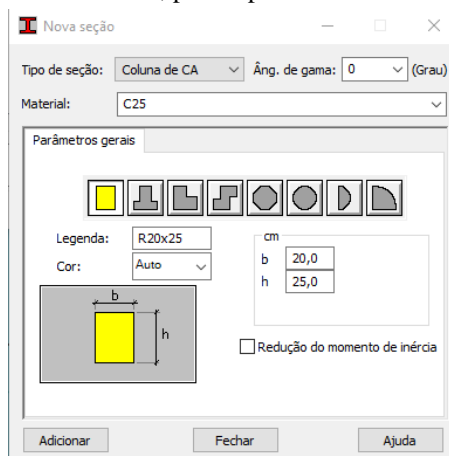 Nova seção
Tipo de seção: Coluna de CA Âng. de gama: 0 (Grau)
Material: C25
Parâmetros gerais
Legenda: R20x25
Cor: Auto
cm
b 20,0
h 25,0
b
h
Redução do momento de inércia
Adicionar Fechar Ajuda